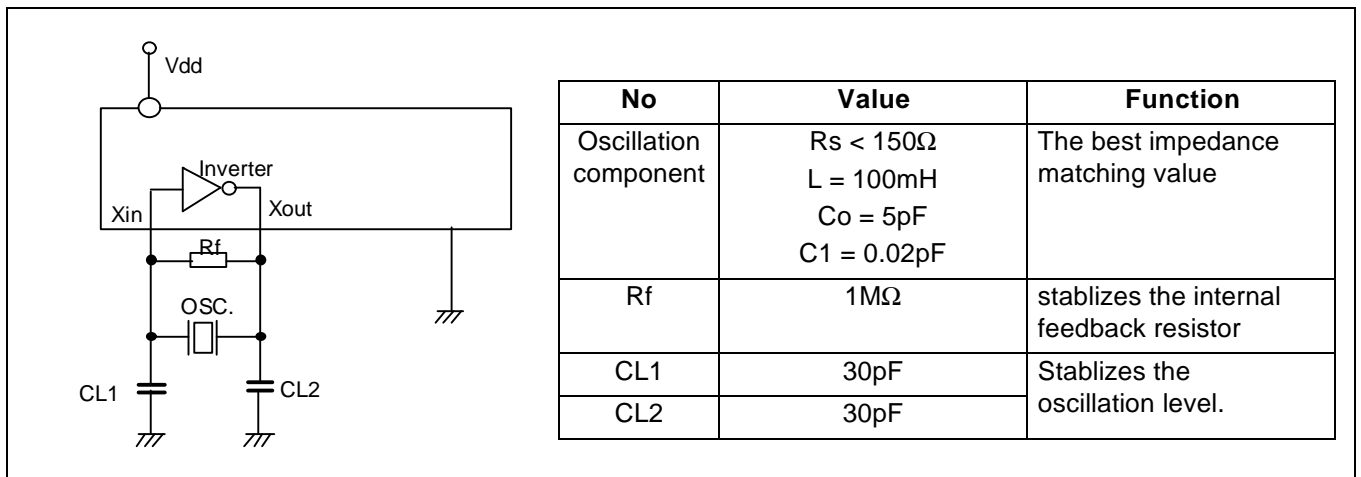 Vdd
Inverter
Xin
Xout
Rf
OSC.
CL1
CL2
No Value Function
Oscillation component
Rs < 150Ω
L = 100mH
Co = 5pF
C1 = 0.02pF
The best impedance
matching value
Rf 1MΩ stablizes the internal
feedback resistor
CL1 30pF Stablizes the
oscillation level.
CL2 30pF